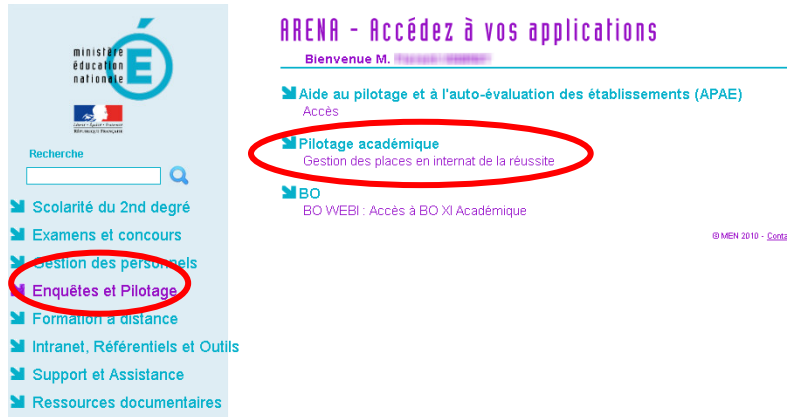 ministère
éducation
nationale
RÉPUBLIQUE FRANÇAISE
Recherche
Scolarité du 2nd degré
Examens et concours
Gestion des personnels
Enquêtes et Pilotage
Formation à distance
Intranet, Référentiels et Outils
Support et Assistance
Ressources documentaires
ARENA - Accédez à vos applications
Bienvenue M.
Aide au pilotage et à l'auto-évaluation des établissements (APAE)
Accès
Pilotage académique
Gestion des places en internat de la réussite
BO
BO WEBI : Accès à BO XI Académique
© MEN 2010 - Conta